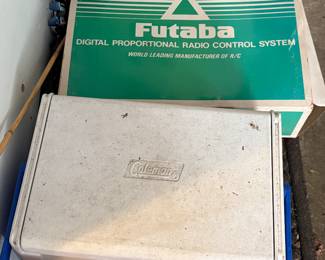 Futaba
DIGITAL PROPORTIONAL RADIO CONTROL SYSTEM
WORLD LEADING MANUFACTURER OF R/C
Coleman